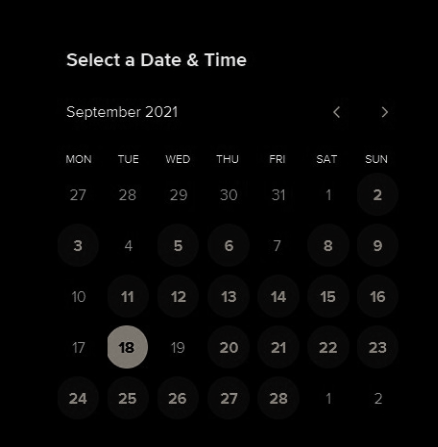 Select a Date & Time
September 2021
MON TUE WED THU FRI SAT SUN
27 28 29 30 31 1 2
3 4 5 6 7 8 9
10 11 12 13 14 15 16
17 18 19 20 21 22 23
24 25 26 27 28 1 2